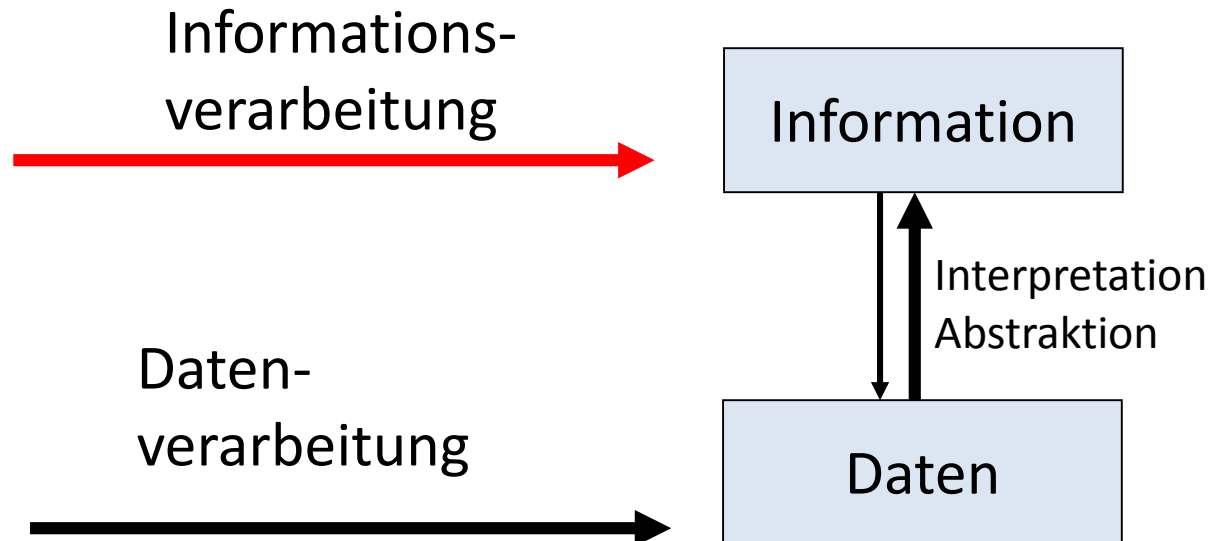 Informations-
verarbeitung
Information
Interpretation
Abstraktion
Daten-
verarbeitung
Daten